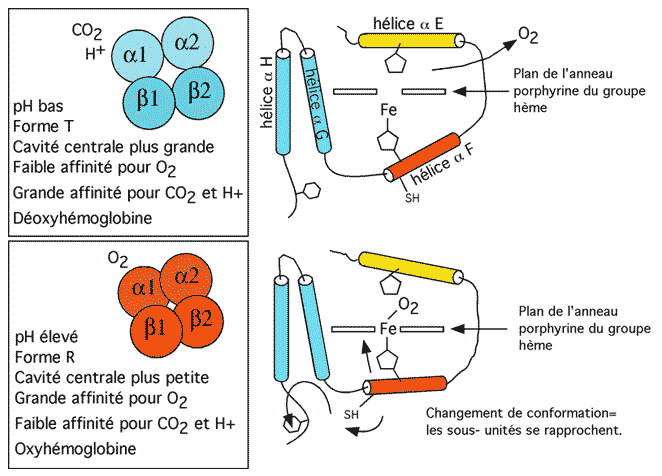 CO2
H+
α1
α2
β1
β2
pH bas
Forme T
Cavité centrale plus grande
Faible affinité pour O2
Grande affinité pour CO2 et H+
Déoxyhémoglobine
hélice α E
O2
hélice α H
hélice α G
Plan de l'anneau
porphyrine du groupe
hème
Fe
hélice α F
SH
O2
α1
α2
β1
β2
pH élevé
Forme R
Cavité centrale plus petite
Grande affinité pour O2
Faible affinité pour CO2 et H+
Oxyhémoglobine
O2
Fe
Plan de l'anneau
porphyrine du groupe
hème
SH
Changement de conformation=
les sous- unités se rapprochent.